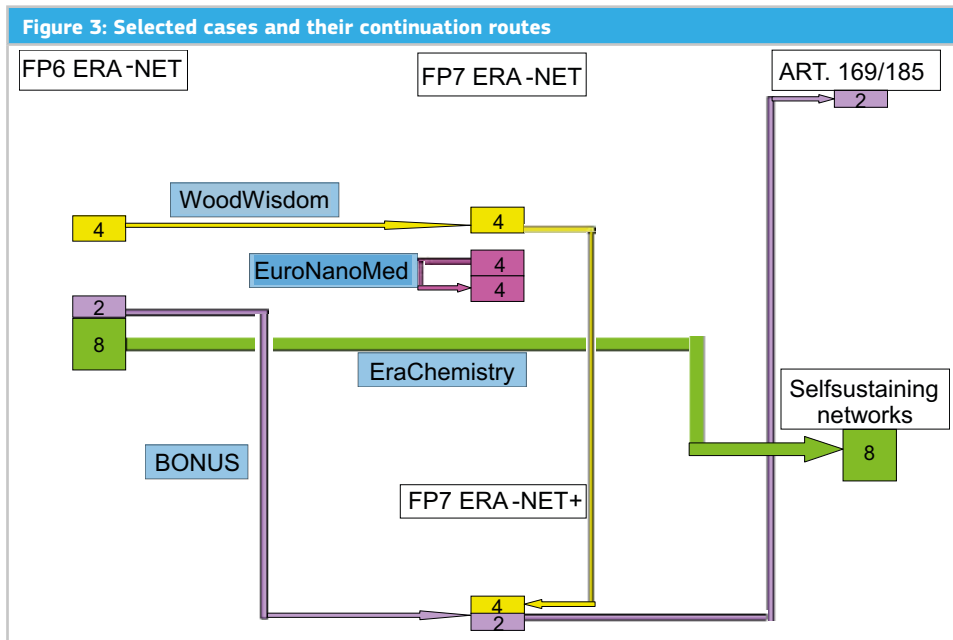 Figure 3: Selected cases and their continuation routes
FP6 ERA-NET
FP7 ERA-NET
ART. 169/185
2
WoodWisdom
4
4
EuroNanoMed
4
4
2
8
EraChemistry
Selfsustaining
networks
8
BONUS
FP7 ERA-NET+
4
2